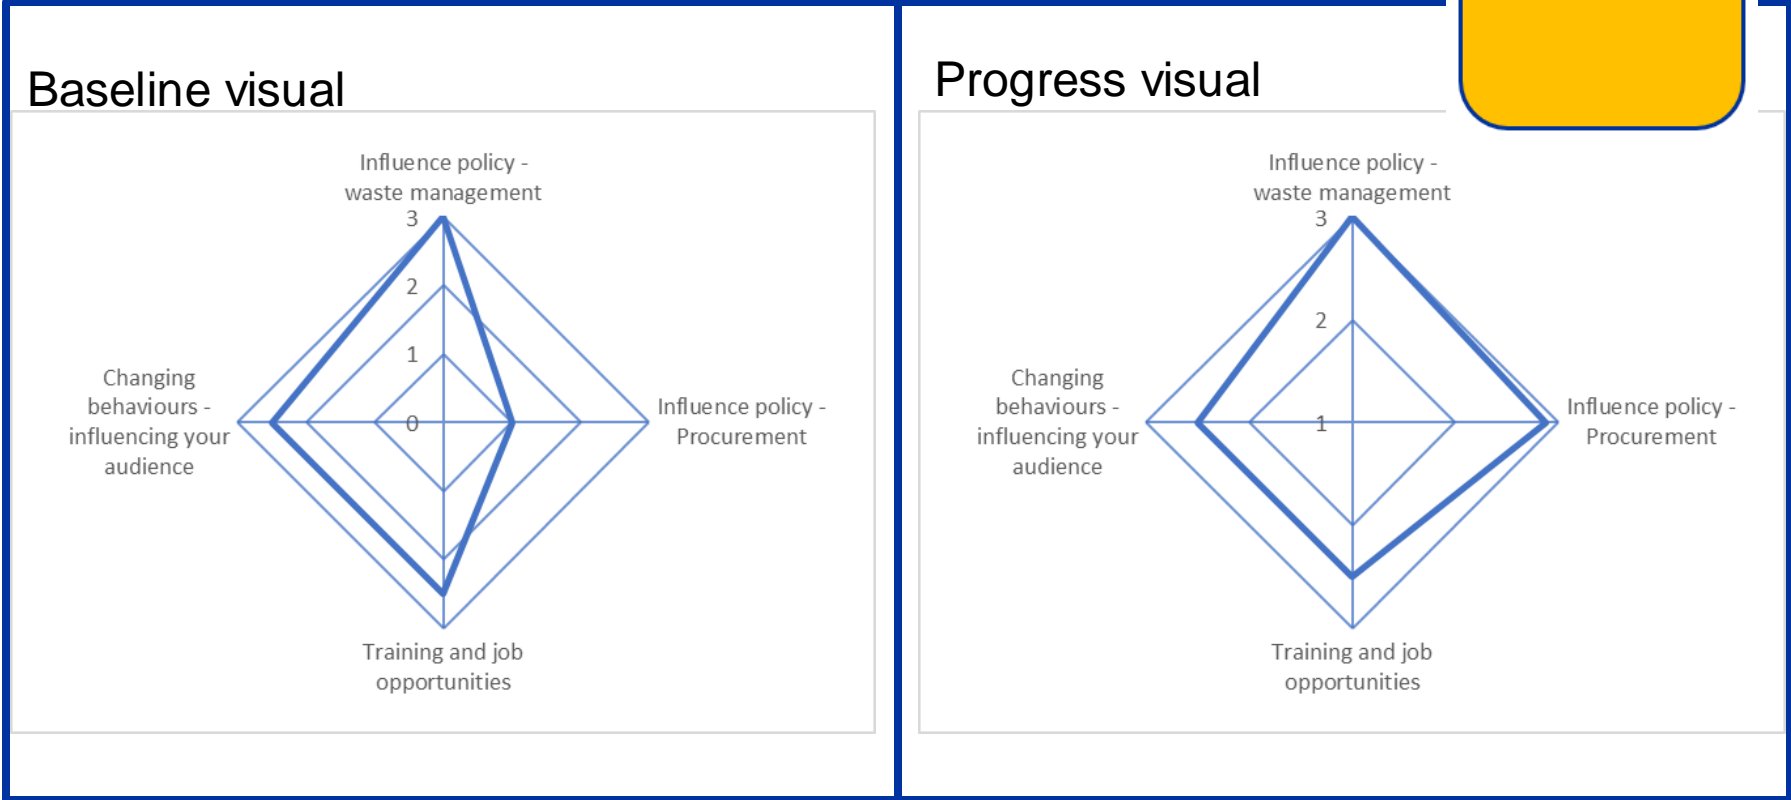 Baseline visual
Influence policy -
waste management
3
2
1
0
Changing
behaviours -
influencing your
audience
Influence policy -
Procurement
Training and job
opportunities
Progress visual
Influence policy -
waste management
3
2
1
Changing
behaviours -
influencing your
audience
Influence policy -
Procurement
Training and job
opportunities